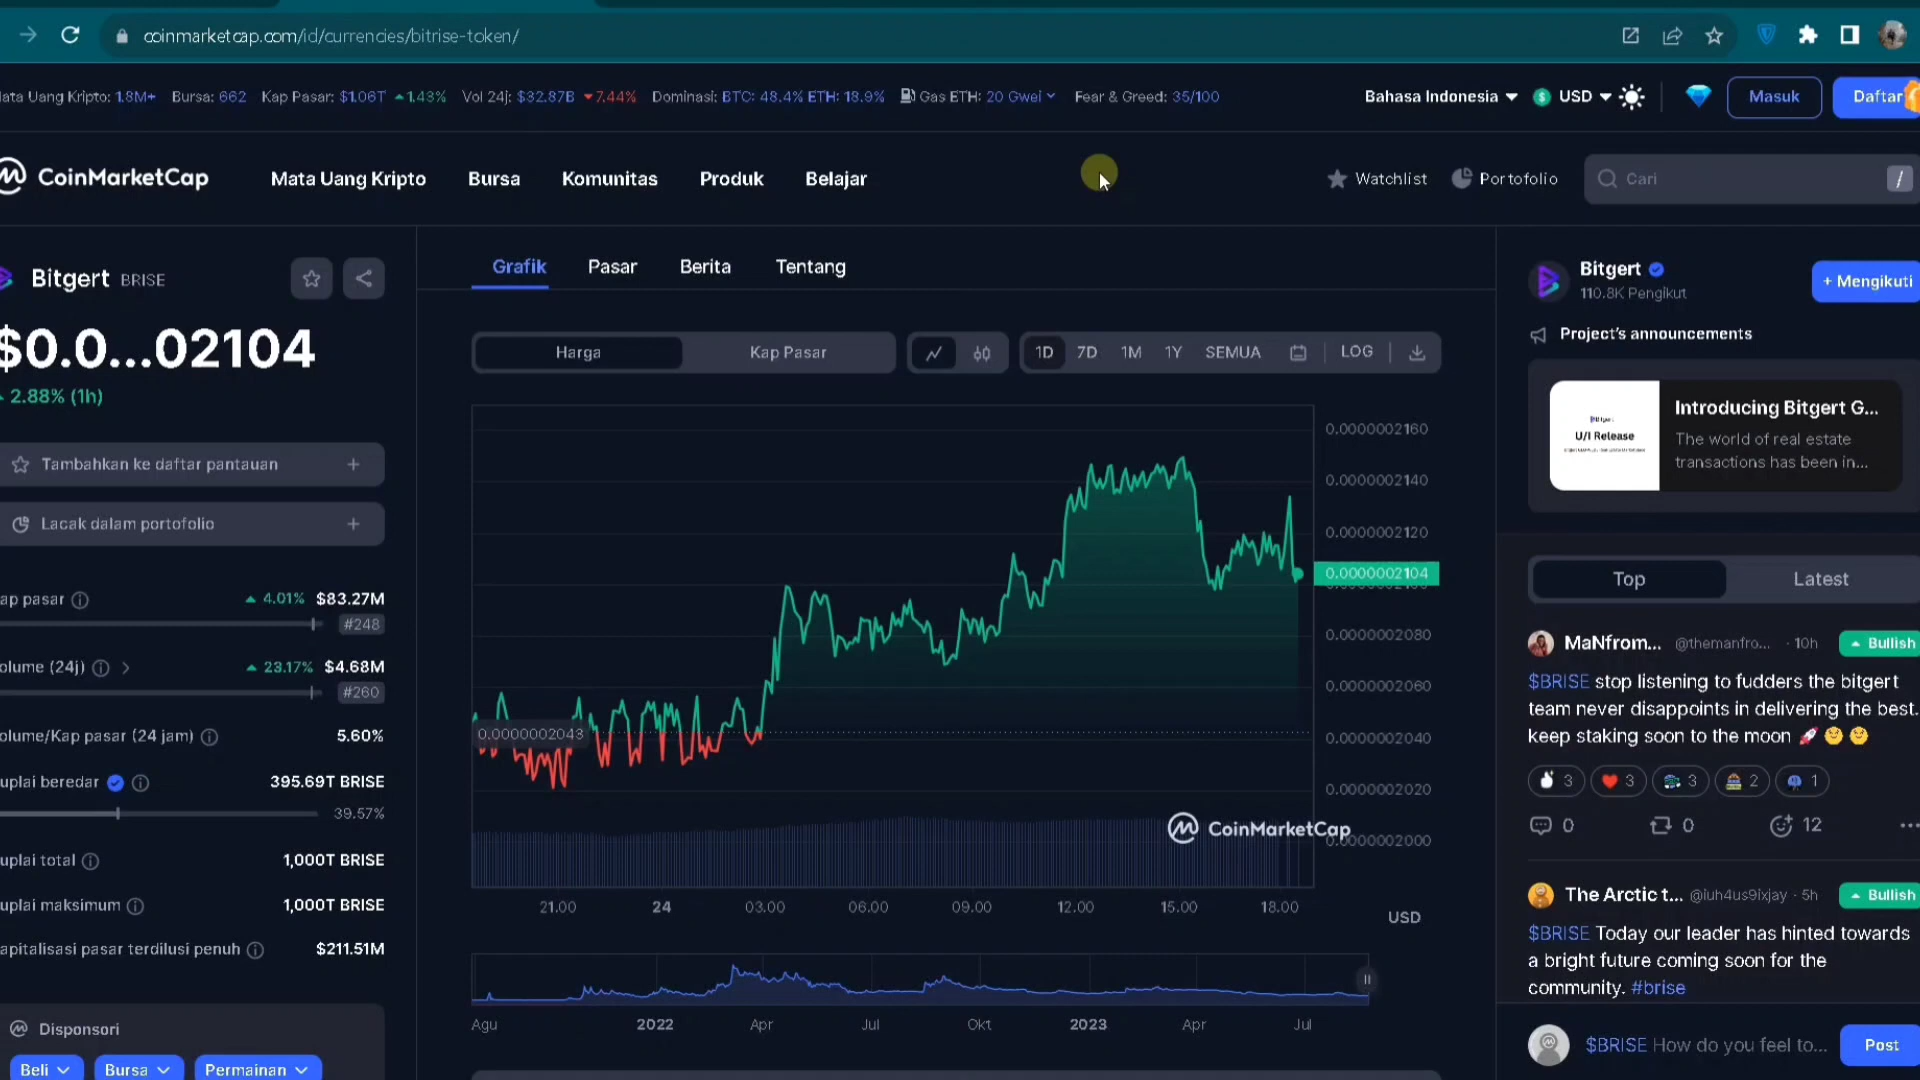 coinmarketcap.com/id/currencies/bitrise-token/
ata Uang Kripto: 1.8M+ Bursa: 662 Kap Pasar: $1.06T 1.43% Vol 24j: $32.87B 7.44% Dominasi: BTC: 48.4% ETH: 18.9% Gas ETH: 20 Gwei Fear & Greed: 35/100
Bahasa Indonesia USD Masuk Daftar
CoinMarketCap Mata Uang Kripto Bursa Komunitas Produk Belajar Watchlist Portofolio Cari /
Bitgert BRISE
$0.0...02104
2.88% (1h)
Tambahkan ke daftar pantauan +
Lacak dalam portofolio +
ap pasar 4.01% $83.27M
#248
olume (24j) 23.17% $4.68M
#260
olume/Kap pasar (24 jam) 5.60%
uplai beredar 395.69T BRISE
39.57%
uplai total 1,000T BRISE
uplai maksimum 1,000T BRISE
apitalisasi pasar terdilusi penuh $211.51M
Disponsori
Beli Bursa Permainan
Grafik Pasar Berita Tentang
Harga Kap Pasar 1D 7D 1M 1Y SEMUA LOG
0.0000002160
0.0000002140
0.0000002120
0.0000002104
0.0000002080
0.0000002060
0.0000002043
0.0000002040
0.0000002020
CoinMarketCap
0.0000002000
21.00 24 03.00 06.00 09.00 12.00 15.00 18.00
USD
Agu 2022 Apr Jul Okt 2023 Apr Jul
Bitgert
110.8K Pengikut
+ Mengikuti
Project's announcements
U/I Release
Introducing Bitgert G...
The world of real estate
transactions has been in...
Top Latest
MaNfrom... @themanfro... · 10h Bullish
$BRISE stop listening to fudders the bitgert
team never disappoints in delivering the best.
keep staking soon to the moon 🚀
3 3 3 2 1
0 0 12 ...
The Arctic t... @iuh4us9ixjay · 5h Bullish
$BRISE Today our leader has hinted towards
a bright future coming soon for the
community. #brise
$BRISE How do you feel to... Post